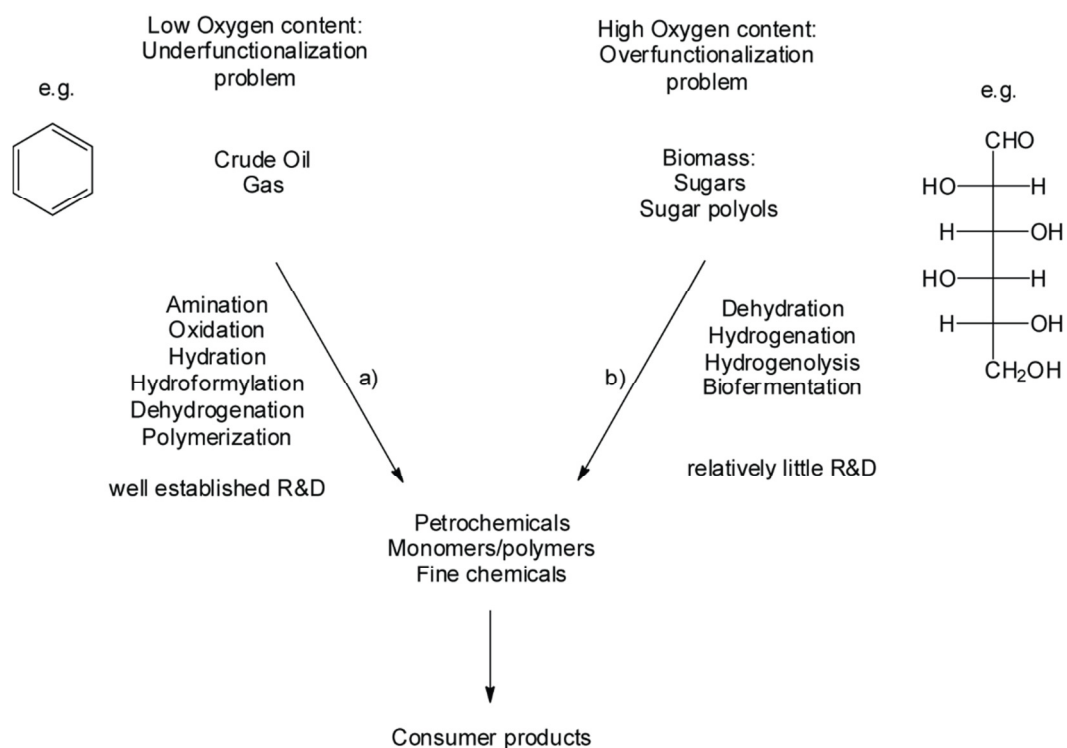 Low Oxygen content:
Underfunctionalization
problem
e.g.
Crude Oil
Gas
High Oxygen content:
Overfunctionalization
problem
e.g.
Biomass:
Sugars
Sugar polyols
CHO
HO H
H OH
HO H
H OH
CH₂OH
Amination
Oxidation
Hydration
Hydroformylation
Dehydrogenation
Polymerization
a)
well established R&D
b)
Dehydration
Hydrogenation
Hydrogenolysis
Biofermentation
relatively little R&D
Petrochemicals
Monomers/polymers
Fine chemicals
Consumer products